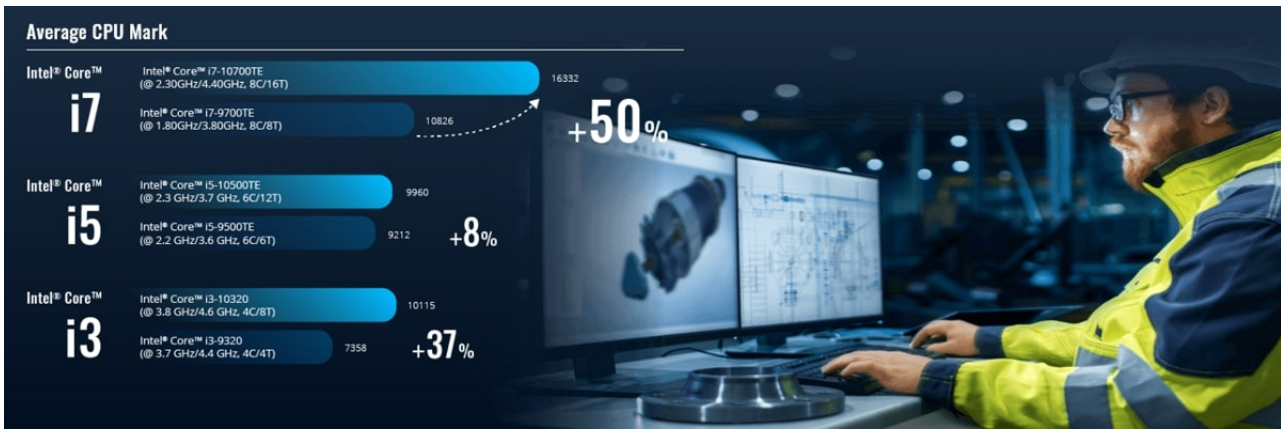 Average CPU Mark
Intel® Core™
i7
Intel® Core™ i7-10700TE
(@ 2.30GHz/4.40GHz, 8C/16T)
16332
Intel® Core™ i7-9700TE
(@ 1.80GHz/3.80GHz, 8C/8T)
10826
+50%
Intel® Core™
i5
Intel® Core™ i5-10500TE
(@ 2.3 GHz/3.7 GHz, 6C/12T)
9960
Intel® Core™ i5-9500TE
(@ 2.2 GHz/3.6 GHz, 6C/6T)
9212
+8%
Intel® Core™
i3
Intel® Core™ i3-10320
(@ 3.8 GHz/4.6 GHz, 4C/8T)
10115
Intel® Core™ i3-9320
(@ 3.7 GHz/4.4 GHz, 4C/4T)
7358
+37%